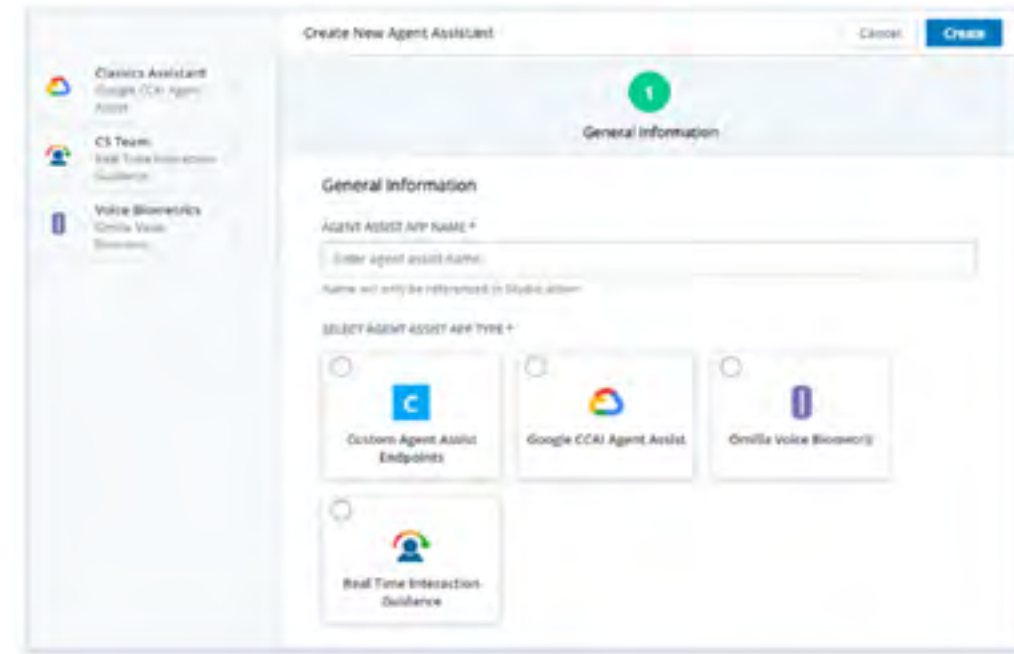 Create New Agent Assistant
Cancel
Create
Classics Assistant
Google CCAI Agent
Assist
CS Team
Real Time Interaction
Guidance
Voice Biometrics
Omilia Voice
Biometric
1
General Information
General Information
AGENT ASSIST APP NAME *
Enter agent assist name
Name will only be referenced in Studio action
SELECT AGENT ASSIST APP TYPE *
C
Custom Agent Assist
Endpoints
Google CCAI Agent Assist
Omilia Voice Biometric
Real Time Interaction
Guidance